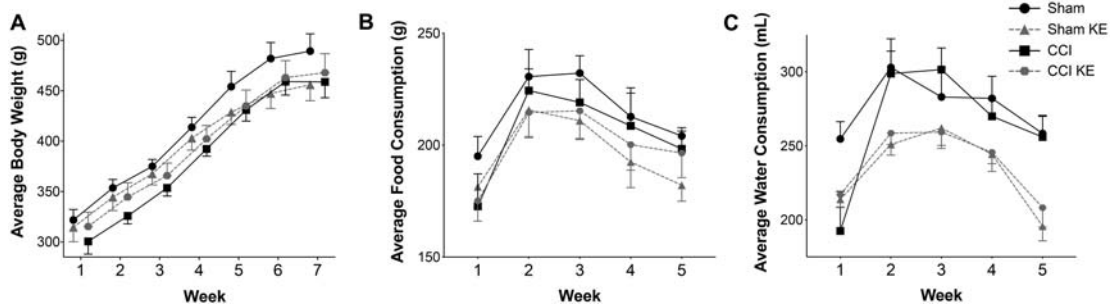 A
Average Body Weight (g)
500
450
400
350
300
1 2 3 4 5 6 7
Week
B
Average Food Consumption (g)
250
200
150
1 2 3 4 5
Week
C
Average Water Consumption (mL)
300
250
200
1 2 3 4 5
Week
Sham
Sham KE
CCI
CCI KE